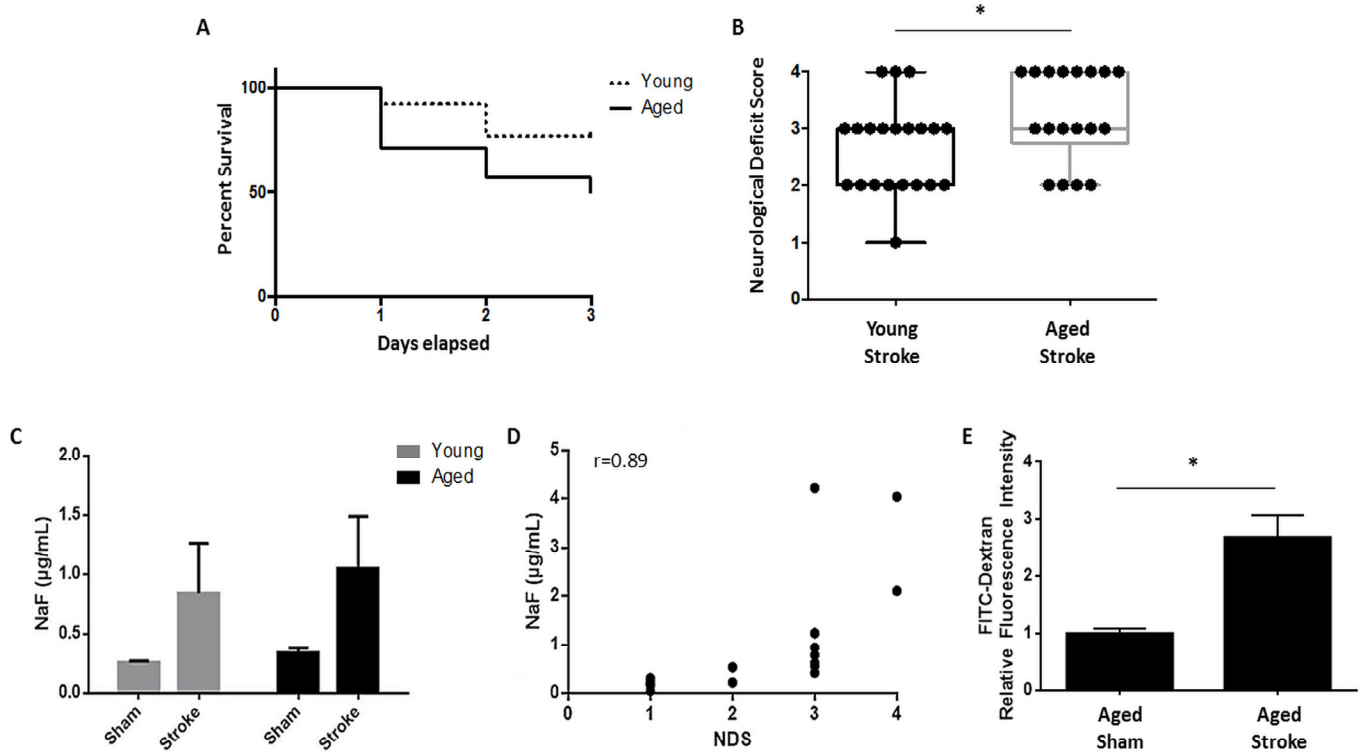 A
Percent Survival
100
50
0
0 1 2 3
Days elapsed
Young
Aged
B
*
Neurological Deficit Score
4
3
2
1
0
Young
Stroke
Aged
Stroke
C
Young
Aged
NaF (µg/mL)
2.0
1.5
1.0
0.5
0.0
Sham
Stroke
Sham
Stroke
D
r=0.89
NaF (µg/mL)
5
4
3
2
1
0
0 1 2 3 4
NDS
E
*
FITC-Dextran
Relative Fluorescence Intensity
4
3
2
1
0
Aged
Sham
Aged
Stroke